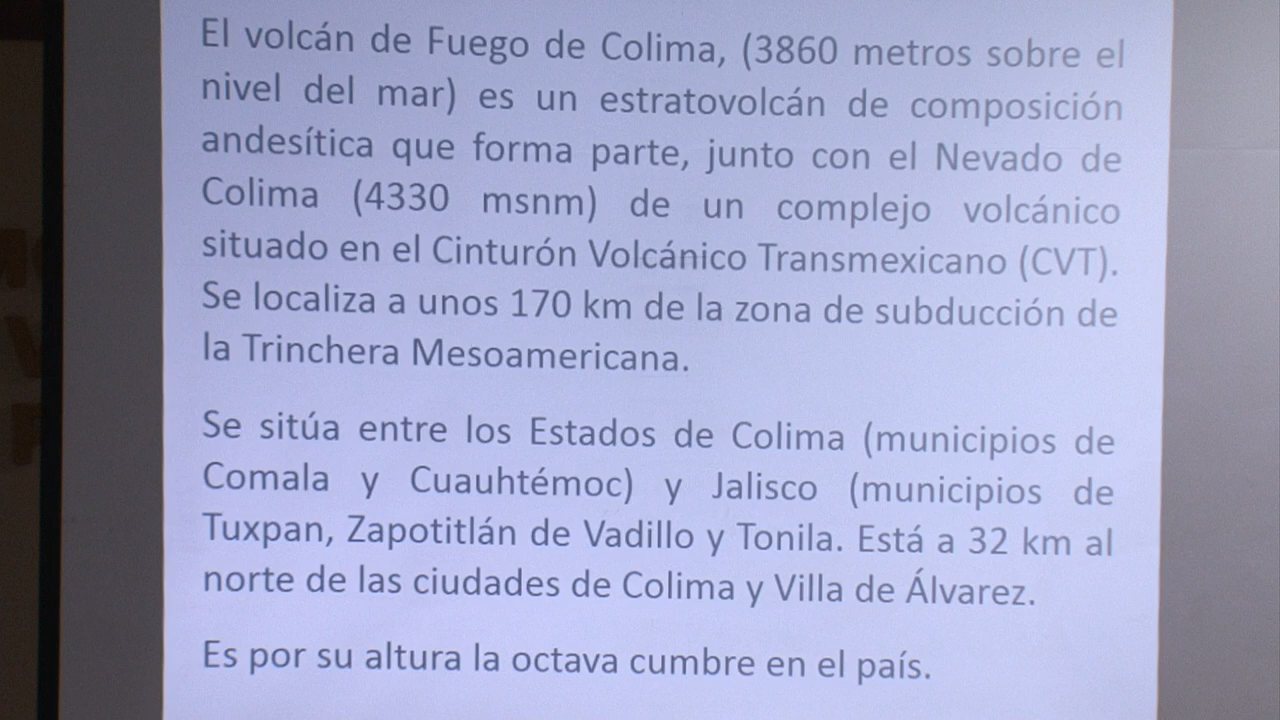 El volcán de Fuego de Colima, (3860 metros sobre el
nivel del mar) es un estratovolcán de composición
andesítica que forma parte, junto con el Nevado de
Colima (4330 msnm) de un complejo volcánico
situado en el Cinturón Volcánico Transmexicano (CVT).
Se localiza a unos 170 km de la zona de subducción de
la Trinchera Mesoamericana.
Se sitúa entre los Estados de Colima (municipios de
Comala y Cuauhtémoc) y Jalisco (municipios de
Tuxpan, Zapotitlán de Vadillo y Tonila. Está a 32 km al
norte de las ciudades de Colima y Villa de Álvarez.
Es por su altura la octava cumbre en el país.